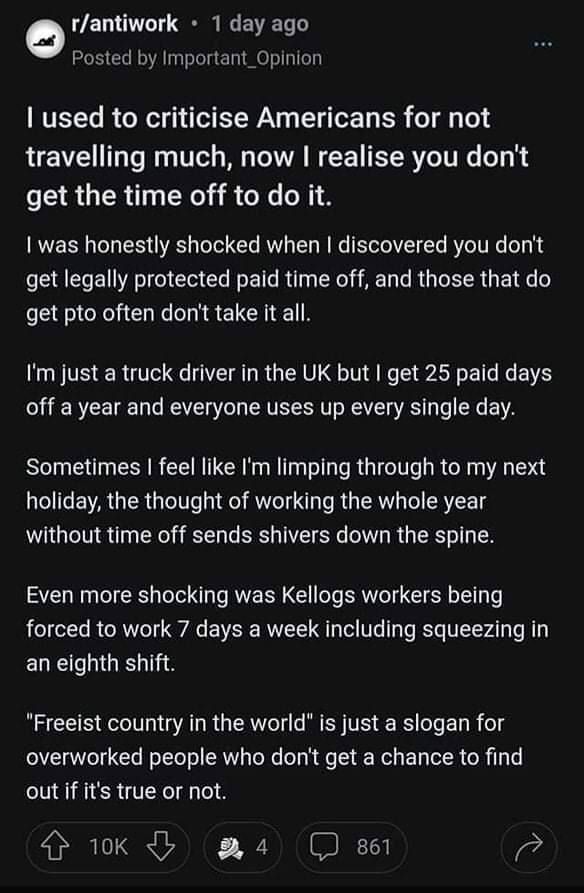 r/antiwork • 1 day ago
Posted by Important_Opinion
I used to criticise Americans for not
travelling much, now I realise you don't
get the time off to do it.
I was honestly shocked when I discovered you don't
get legally protected paid time off, and those that do
get pto often don't take it all.
I'm just a truck driver in the UK but I get 25 paid days
off a year and everyone uses up every single day.
Sometimes I feel like I'm limping through to my next
holiday, the thought of working the whole year
without time off sends shivers down the spine.
Even more shocking was Kellogs workers being
forced to work 7 days a week including squeezing in
an eighth shift.
"Freeist country in the world" is just a slogan for
overworked people who don't get a chance to find
out if it's true or not.
10K 4 861